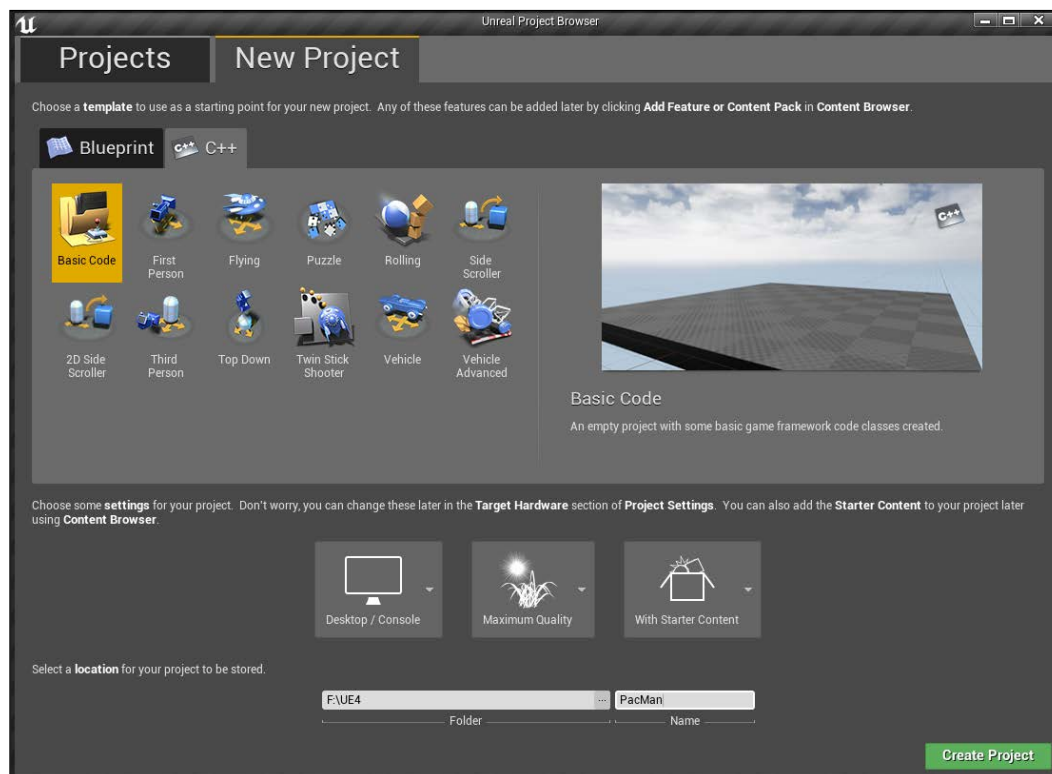 Unreal Project Browser
Projects
New Project
Choose a template to use as a starting point for your new project. Any of these features can be added later by clicking Add Feature or Content Pack in Content Browser.
Blueprint
C++
C++
Basic Code
First
Person
Flying
Puzzle
Rolling
Side
Scroller
2D Side
Scroller
Third
Person
Top Down
Twin Stick
Shooter
Vehicle
Vehicle
Advanced
C++
Basic Code
An empty project with some basic game framework code classes created.
Choose some settings for your project. Don't worry, you can change these later in the Target Hardware section of Project Settings. You can also add the Starter Content to your project later
using Content Browser.
Desktop / Console
Maximum Quality
With Starter Content
Select a location for your project to be stored.
F:\UE4
...
PacMan
Folder
Name
Create Project